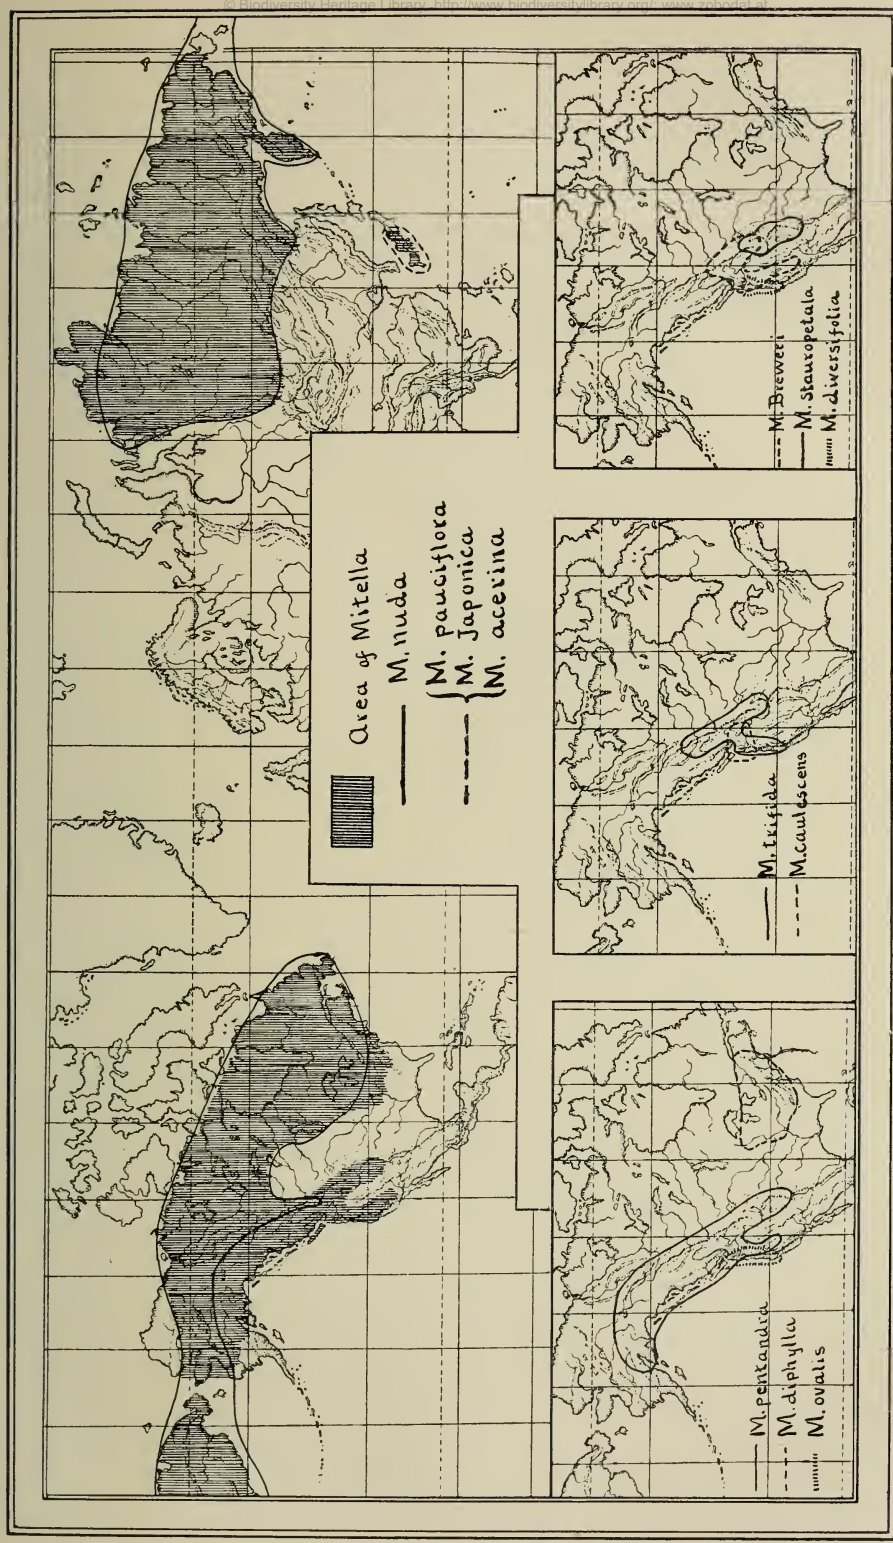 © Biodiversity Heritage Library, http://www.biodiversitylibrary.org/; www.zobodat.at
Area of Mitella
M. nuda
M. pauciflora
M. Japonica
M. acerina
M. pentandra
M. diphylla
M. ovalis
M. trifida
M. caulescens
M. Breweri
M. stauropetala
M. diversifolia